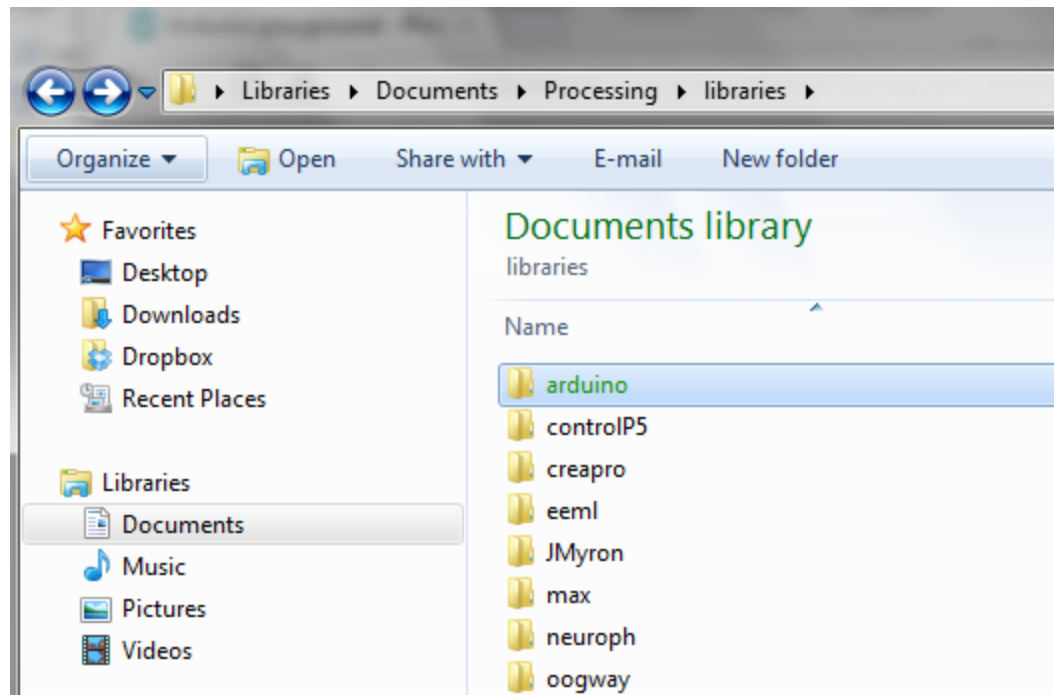 Libraries Documents Processing libraries
Organize Open Share with E-mail New folder
Favorites
Desktop
Downloads
Dropbox
Recent Places
Libraries
Documents
Music
Pictures
Videos
Documents library
libraries
Name
arduino
controlP5
creapro
eeml
JMyron
max
neuroph
oogway